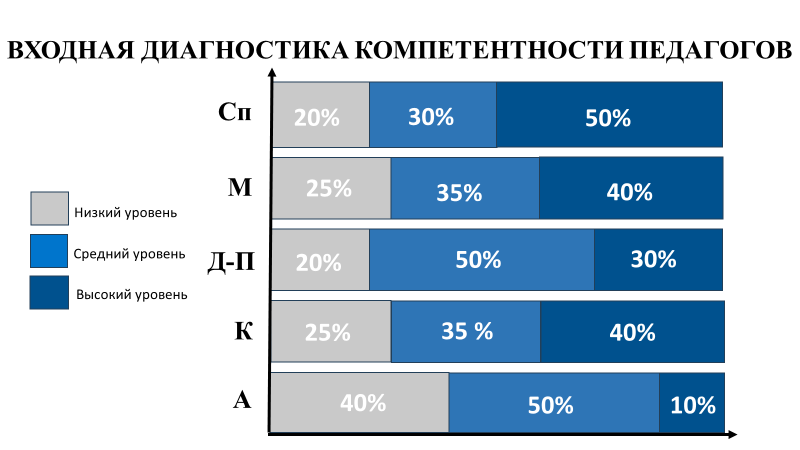 ВХОДНАЯ ДИАГНОСТИКА КОМПЕТЕНТНОСТИ ПЕДАГОГОВ
Сп 20% 30% 50%
М 25% 35% 40%
Д-П 20% 50% 30%
К 25% 35 % 40%
А 40% 50% 10%
Низкий уровень
Средний уровень
Высокий уровень